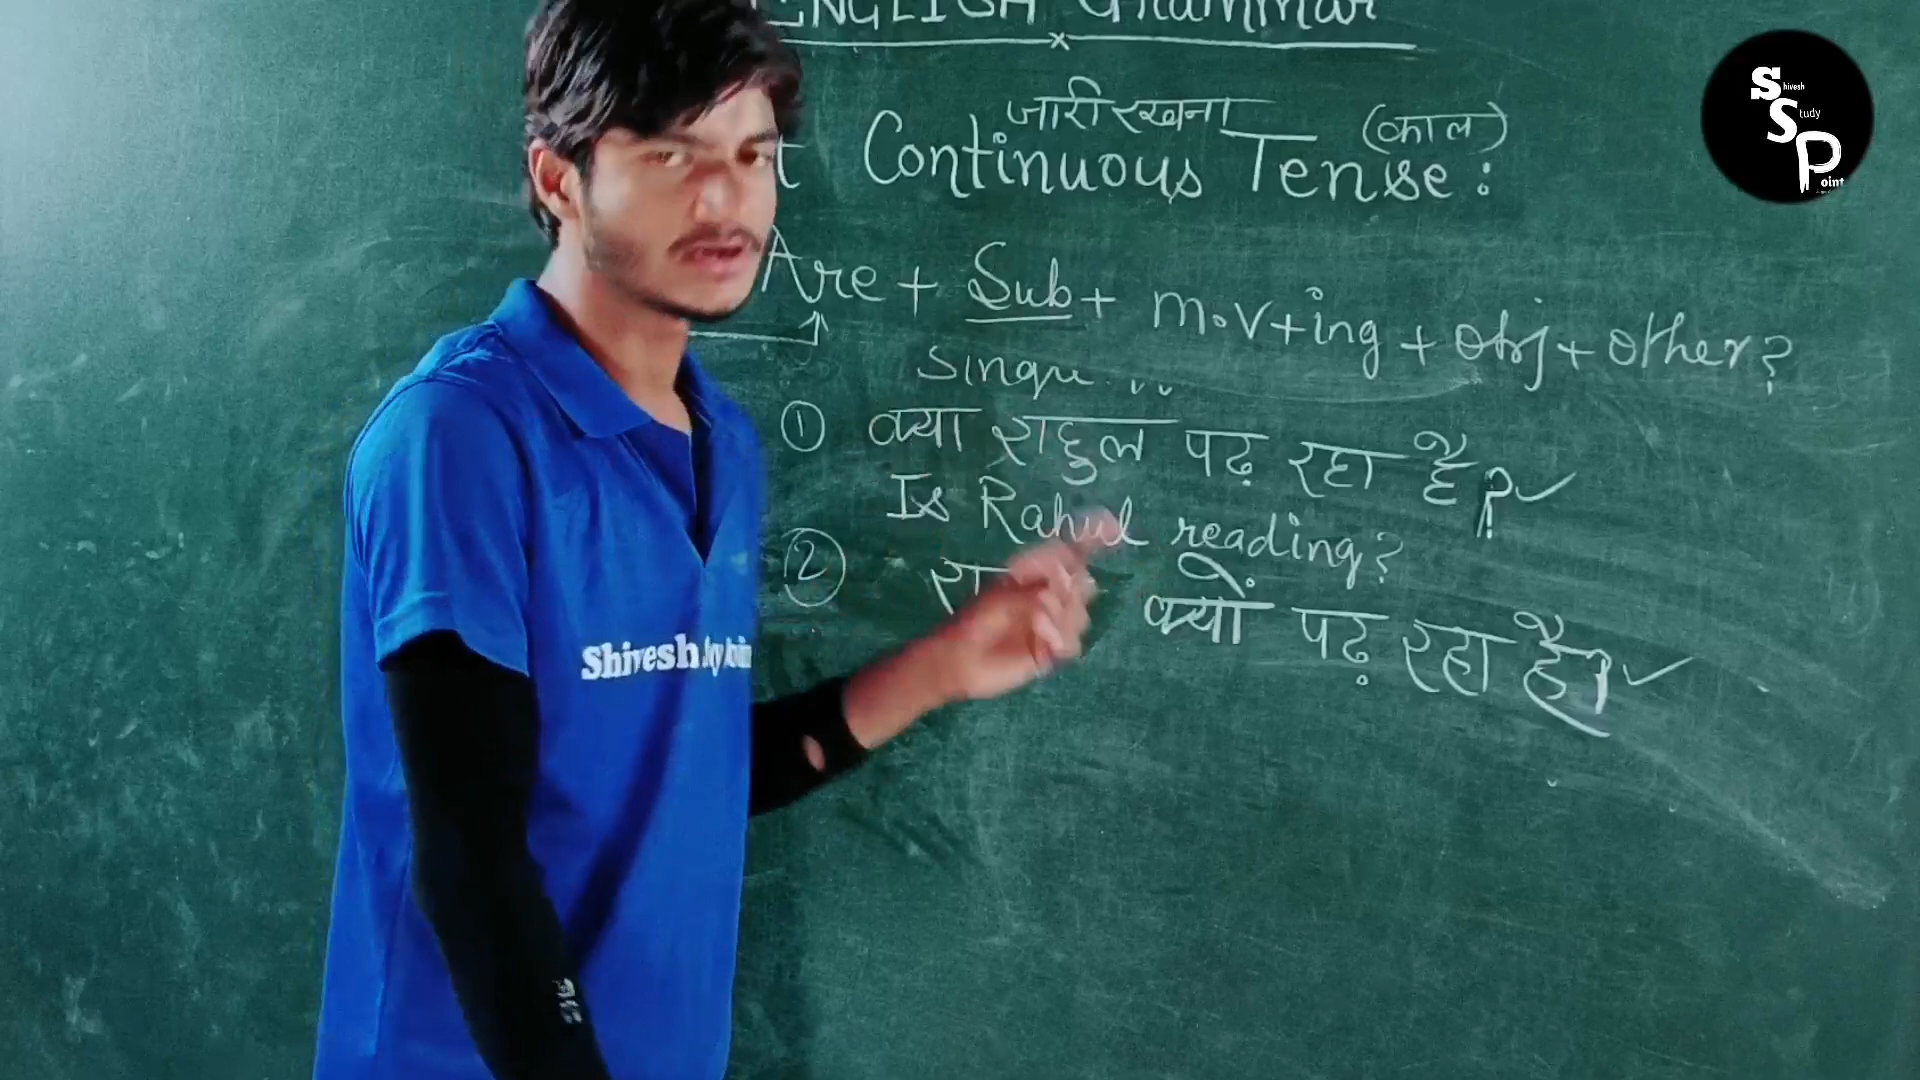 ENGLISH Grammar
जारी रखना (काल)
t Continuous Tense :
Are + Sub + m.v + ing + obj + other ?
① क्या राहुल पढ़ रहा है ?
Is Rahul reading ?
② क्यों पढ़ रहा है ?
Shivesh
Shivesh
Study
Point